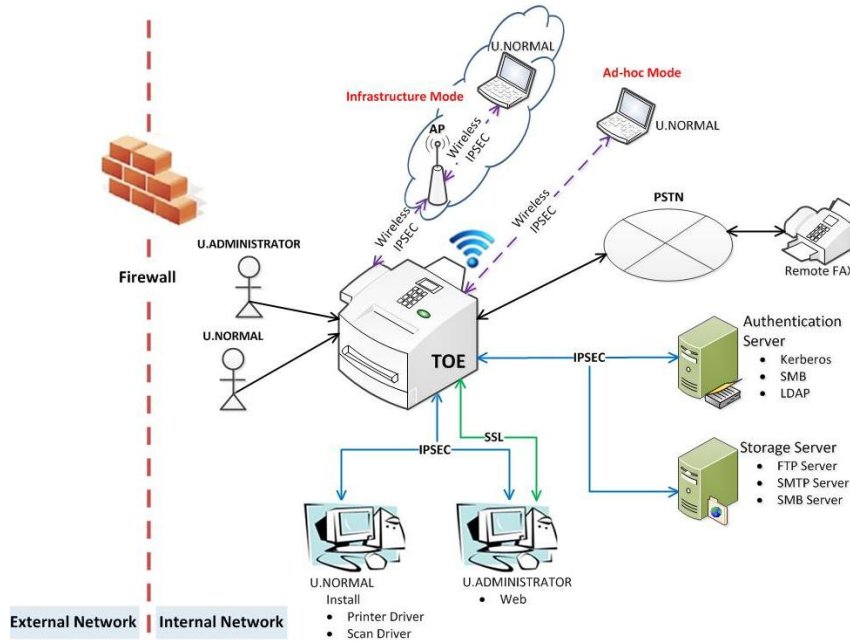 U.NORMAL
Ad-hoc Mode
Infrastructure Mode
U.NORMAL
AP
Wireless
IPSEC
Wireless
IPSEC
Wireless
IPSEC
PSTN
Remote FAX
U.ADMINISTRATOR
Firewall
U.NORMAL
TOE
IPSEC
Authentication
Server
• Kerberos
• SMB
• LDAP
SSL
IPSEC
Storage Server
• FTP Server
• SMTP Server
• SMB Server
U.NORMAL
Install
• Printer Driver
• Scan Driver
U.ADMINISTRATOR
• Web
External Network
Internal Network